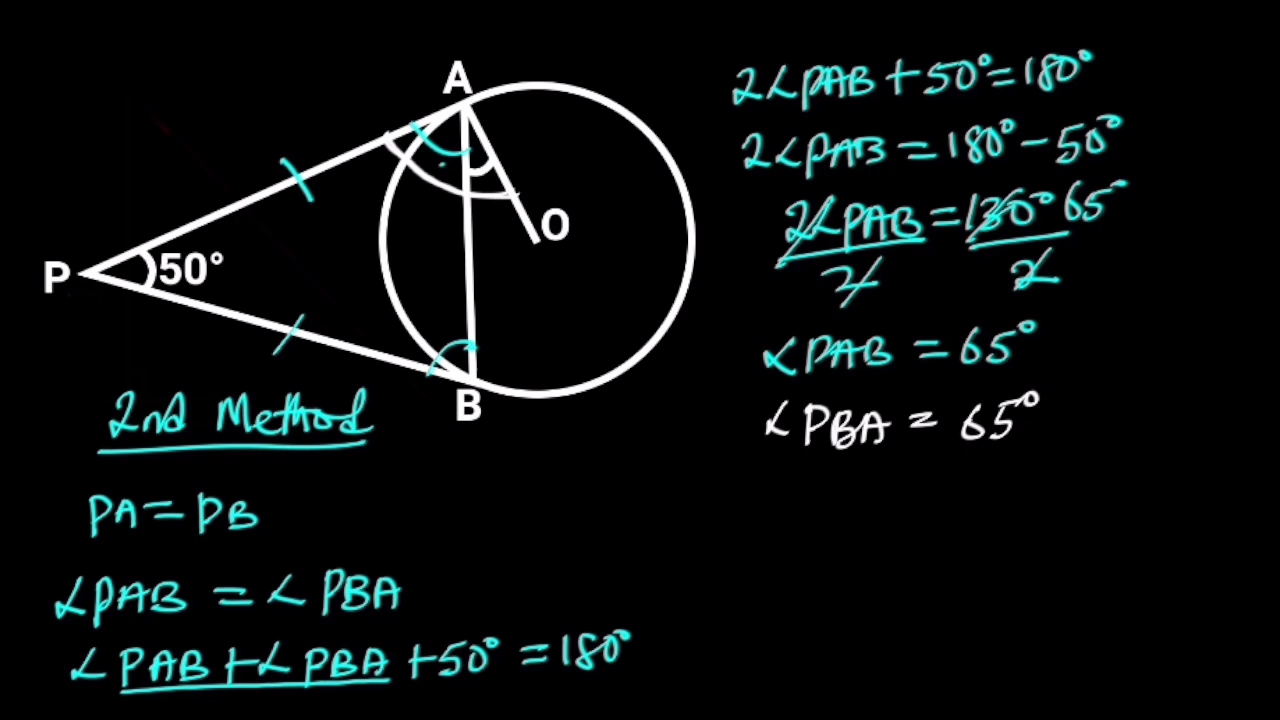 A
O
P
50°
B
2nd Method
PA = PB
∠PAB = ∠PBA
∠PAB + ∠PBA + 50° = 180°
2∠PAB + 50° = 180°
2∠PAB = 180° - 50°
2∠PAB = 130° 65°
2 2
∠PAB = 65°
∠PBA = 65°